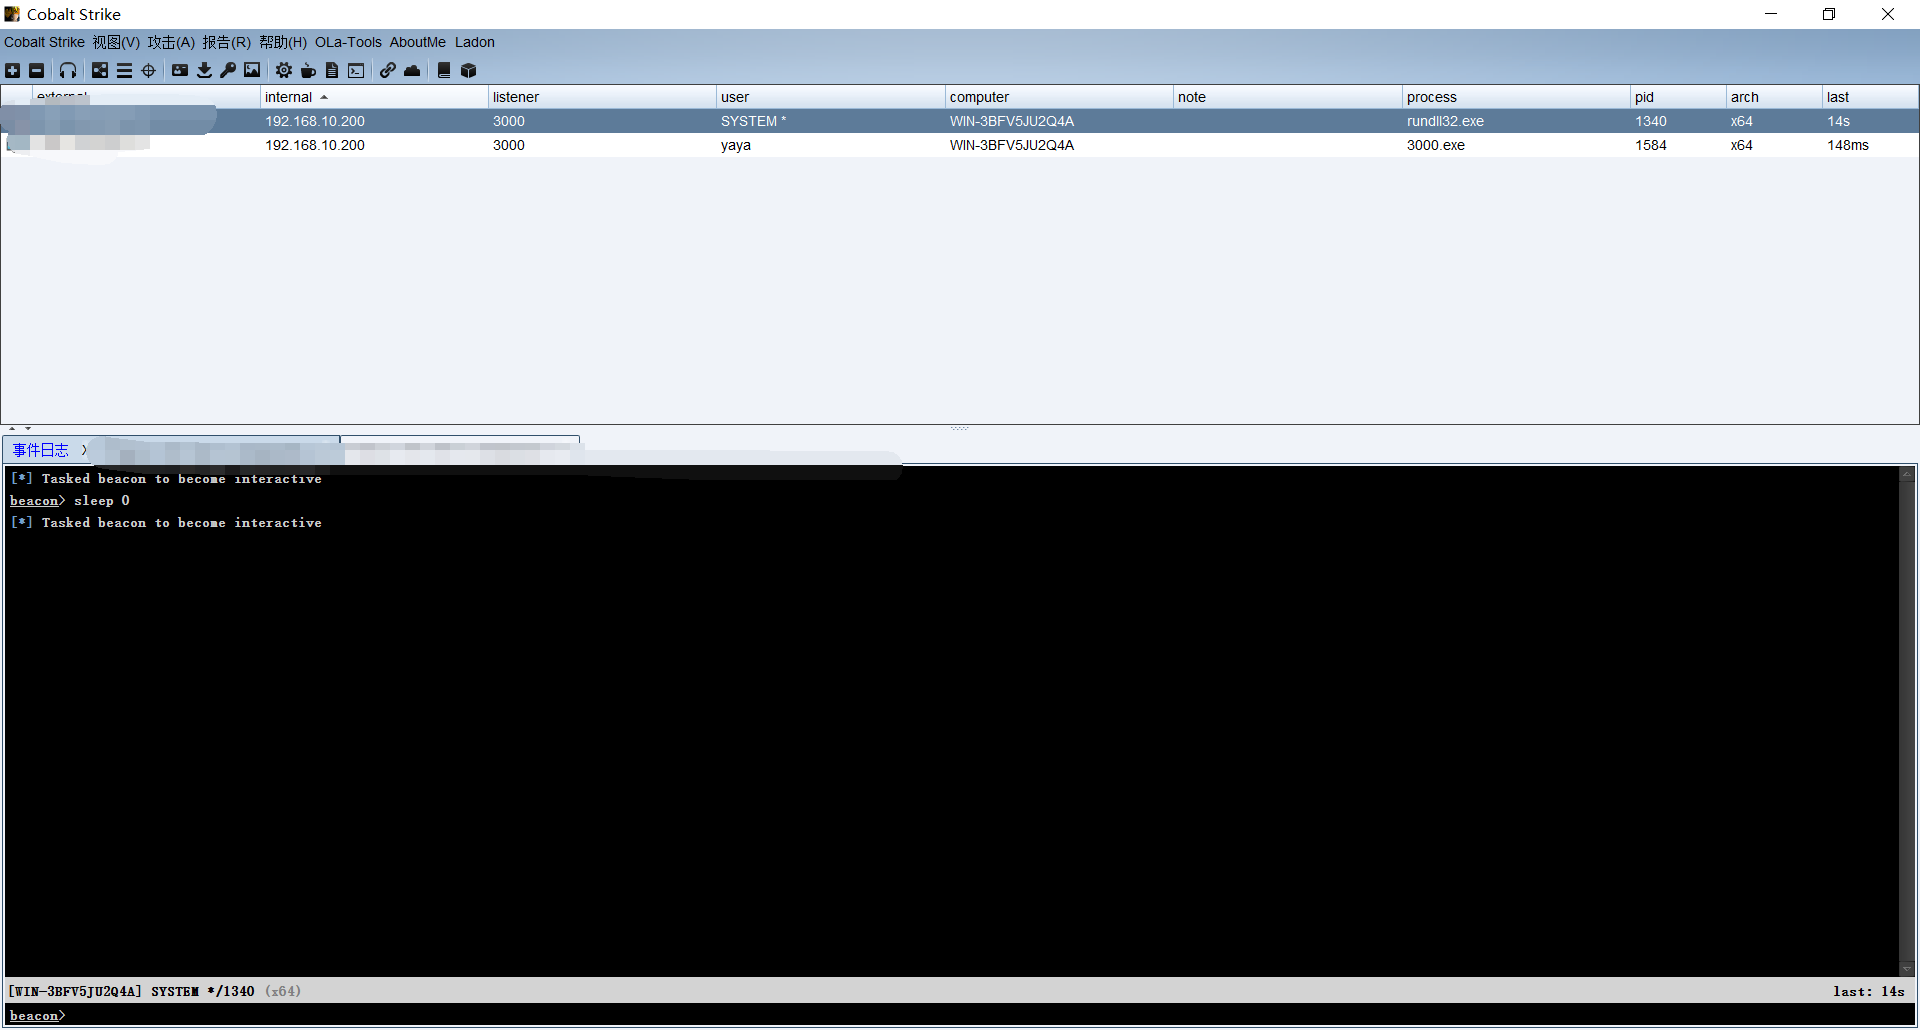 Cobalt Strike
Cobalt Strike 视图(V) 攻击(A) 报告(R) 帮助(H) OLa-Tools AboutMe Ladon
external internal listener user computer note process pid arch last
192.168.10.200 3000 SYSTEM * WIN-3BFV5JU2Q4A rundll32.exe 1340 x64 14s
192.168.10.200 3000 yaya WIN-3BFV5JU2Q4A 3000.exe 1584 x64 148ms
事件日志 X
[*] Tasked beacon to become interactive
beacon> sleep 0
[*] Tasked beacon to become interactive
[WIN-3BFV5JU2Q4A] SYSTEM */1340 (x64) last: 14s
beacon>